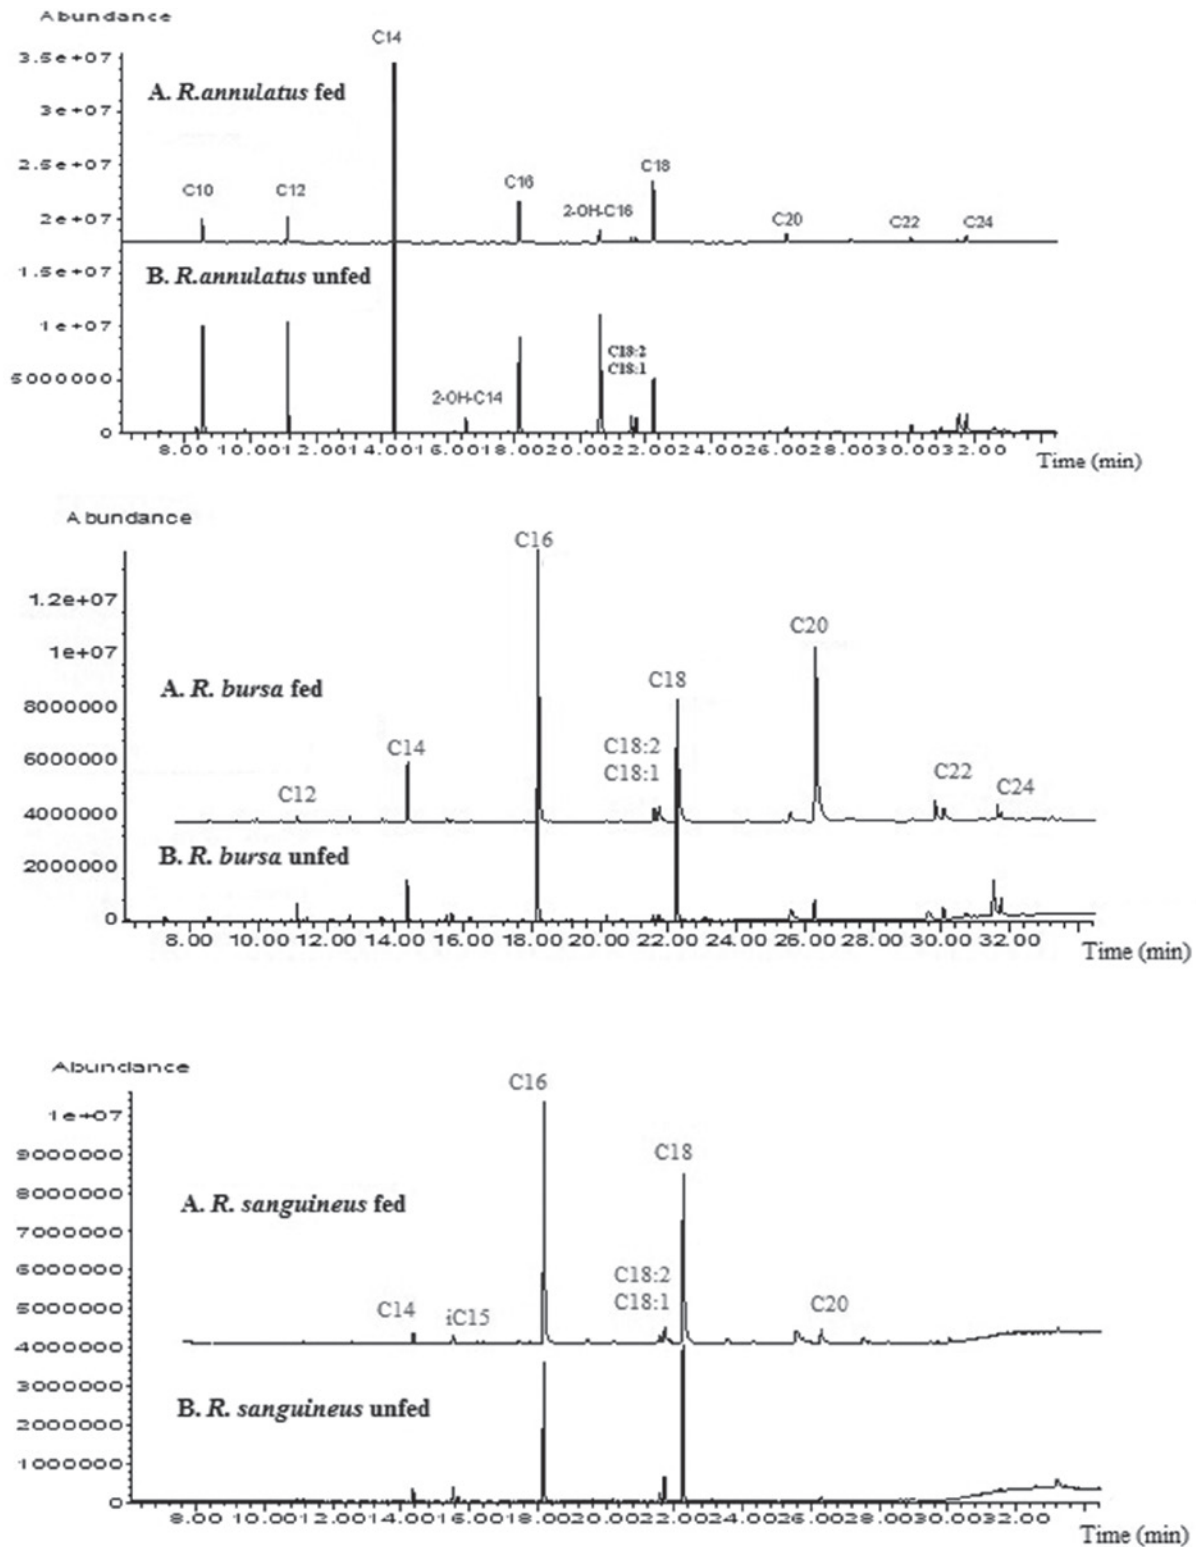 Abundance
C14
3.5e+07
A. R.annulatus fed
3e+07
2.5e+07
C10
C12
C16
2-OH-C16
C18
C20
C22
C24
2e+07
B. R.annulatus unfed
1.5e+07
1e+07
C18:2
C18:1
5000000
2-OH-C14
0
8.00 10.00 12.00 14.00 16.00 18.00 20.00 22.00 24.00 26.00 28.00 30.00 32.00
Time (min)
Abundance
C16
1.2e+07
C20
1e+07
A. R. bursa fed
C18
8000000
C14
C18:2
C18:1
6000000
C12
C22
C24
4000000
B. R. bursa unfed
2000000
0
8.00 10.00 12.00 14.00 16.00 18.00 20.00 22.00 24.00 26.00 28.00 30.00 32.00
Time (min)
Abundance
C16
1e+07
9000000
C18
8000000
A. R. sanguineus fed
7000000
6000000
C18:2
C18:1
5000000
C14
iC15
C20
4000000
3000000
B. R. sanguineus unfed
2000000
1000000
0
8.00 10.00 12.00 14.00 16.00 18.00 20.00 22.00 24.00 26.00 28.00 30.00 32.00
Time (min)